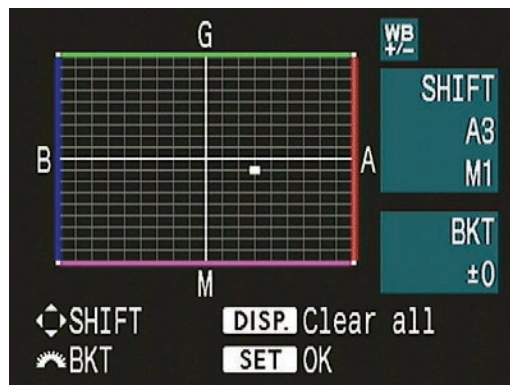 G
WB
+/-
B
A
M
SHIFT
A3
M1
BKT
±0
SHIFT
DISP. Clear all
BKT
SET OK